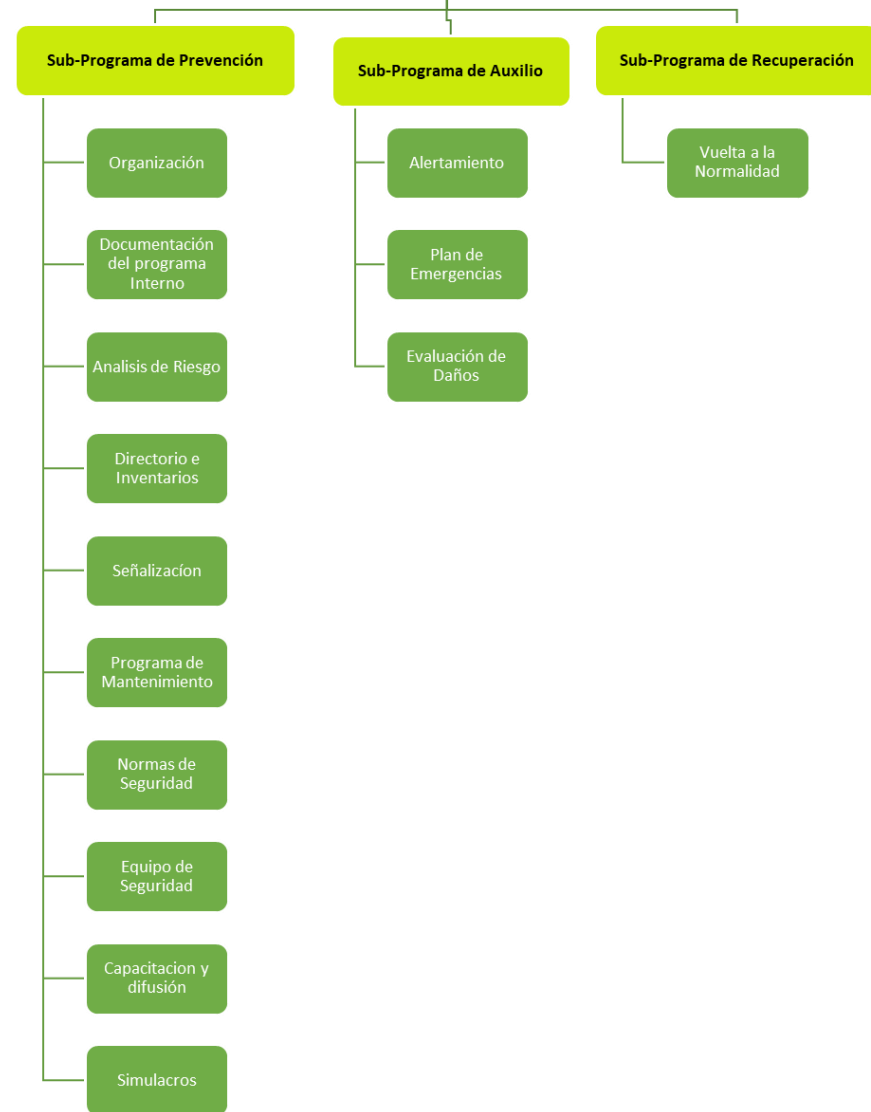 Sub-Programa de Prevención
Organización
Documentación
del programa
Interno
Analisis de Riesgo
Directorio e
Inventarios
Señalizacíon
Programa de
Mantenimiento
Normas de
Seguridad
Equipo de
Seguridad
Capacitacion y
difusión
Simulacros
Sub-Programa de Auxilio
Alertamiento
Plan de
Emergencias
Evaluación de
Daños
Sub-Programa de Recuperación
Vuelta a la
Normalidad